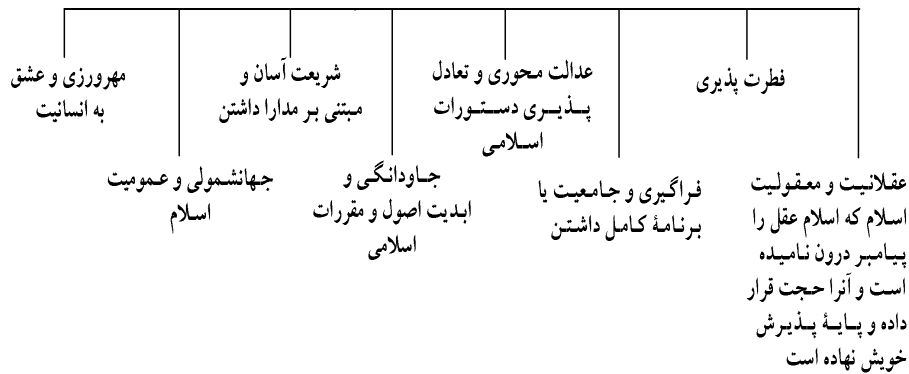 عقلانیت و معقولیت
اسلام که اسلام عقل را
پیامبر درون نامیده
است و آنرا حجت قرار
داده و پایهٔ پذیرش
خویش نهاده است
فطرت پذیری
فراگیری و جامعیت یا
برنامهٔ کامل داشتن
عدالت محوری و تعادل
پذیری دستورات
اسلامی
جاودانگی و
ابدیت اصول و مقررات
اسلامی
شریعت آسان و
مبتنی بر مدارا داشتن
جهانشمولی و عمومیت
اسلام
مهرورزی و عشق
به انسانیت